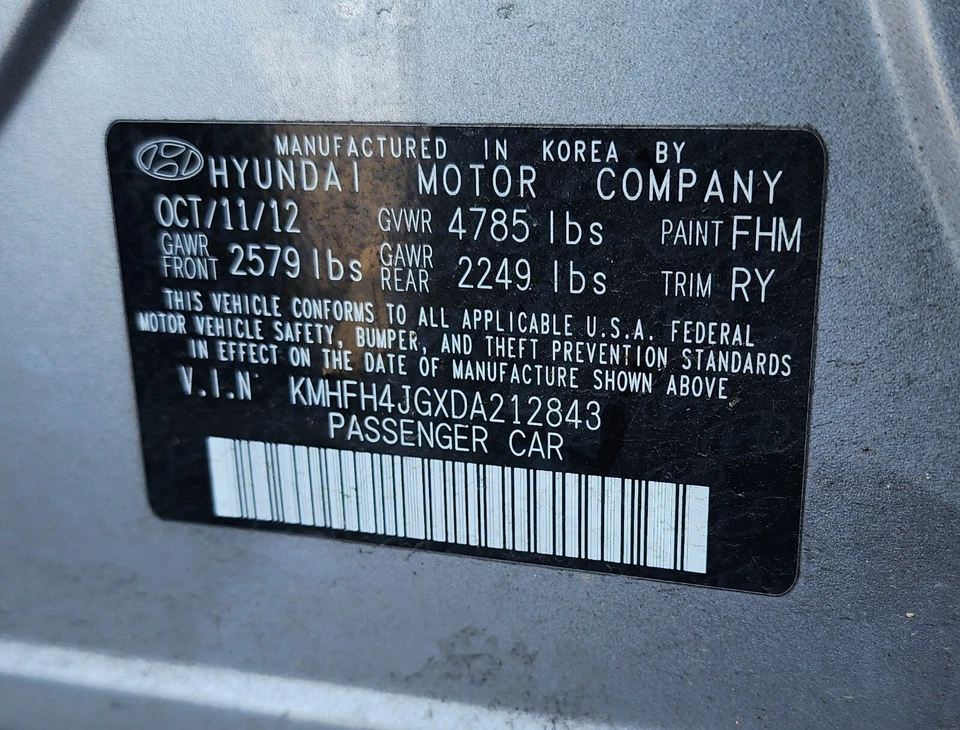 MANUFACTURED IN KOREA BY
HYUNDAI MOTOR COMPANY
OCT/11/12 GVWR 4785 lbs PAINT FHM
GAWR FRONT 2579 lbs GAWR REAR 2249 lbs TRIM RY
THIS VEHICLE CONFORMS TO ALL APPLICABLE U.S.A. FEDERAL
MOTOR VEHICLE SAFETY, BUMPER, AND THEFT PREVENTION STANDARDS
IN EFFECT ON THE DATE OF MANUFACTURE SHOWN ABOVE
V.I.N KMHFH4JGXDA212843
PASSENGER CAR